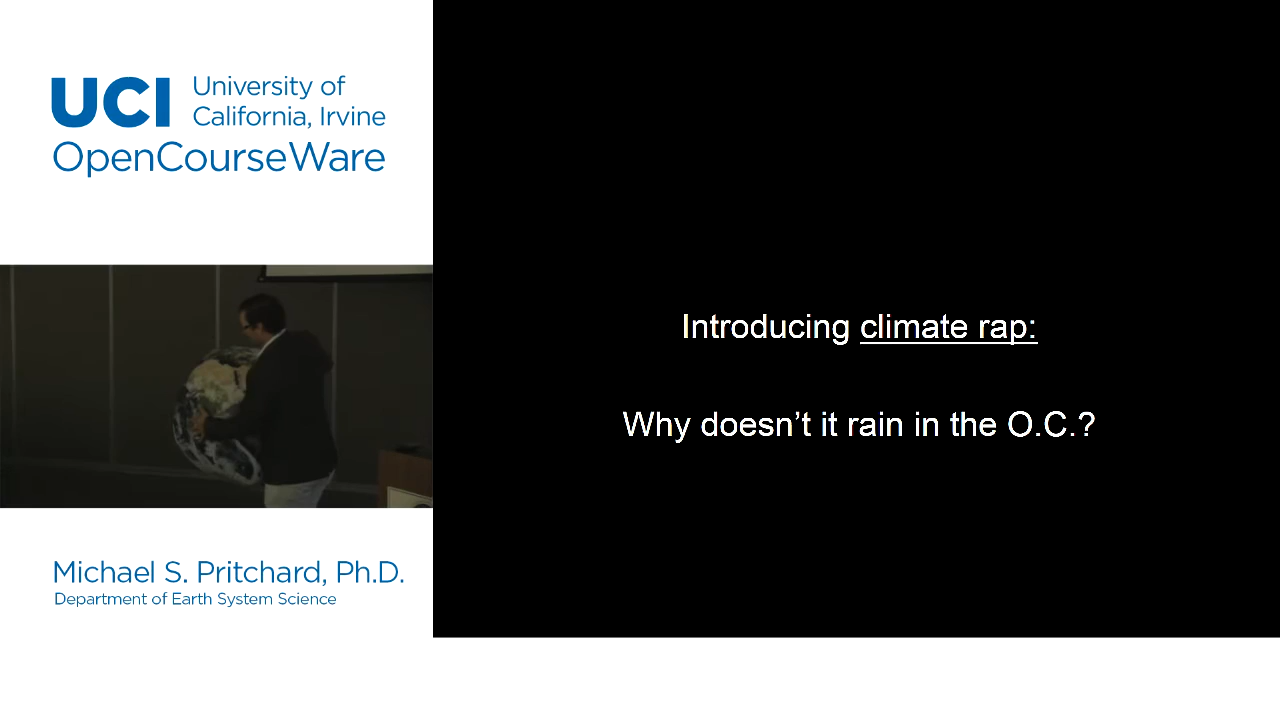 UCI University of
California, Irvine
OpenCourseWare
Introducing climate rap:
Why doesn't it rain in the O.C.?
Michael S. Pritchard, Ph.D.
Department of Earth System Science